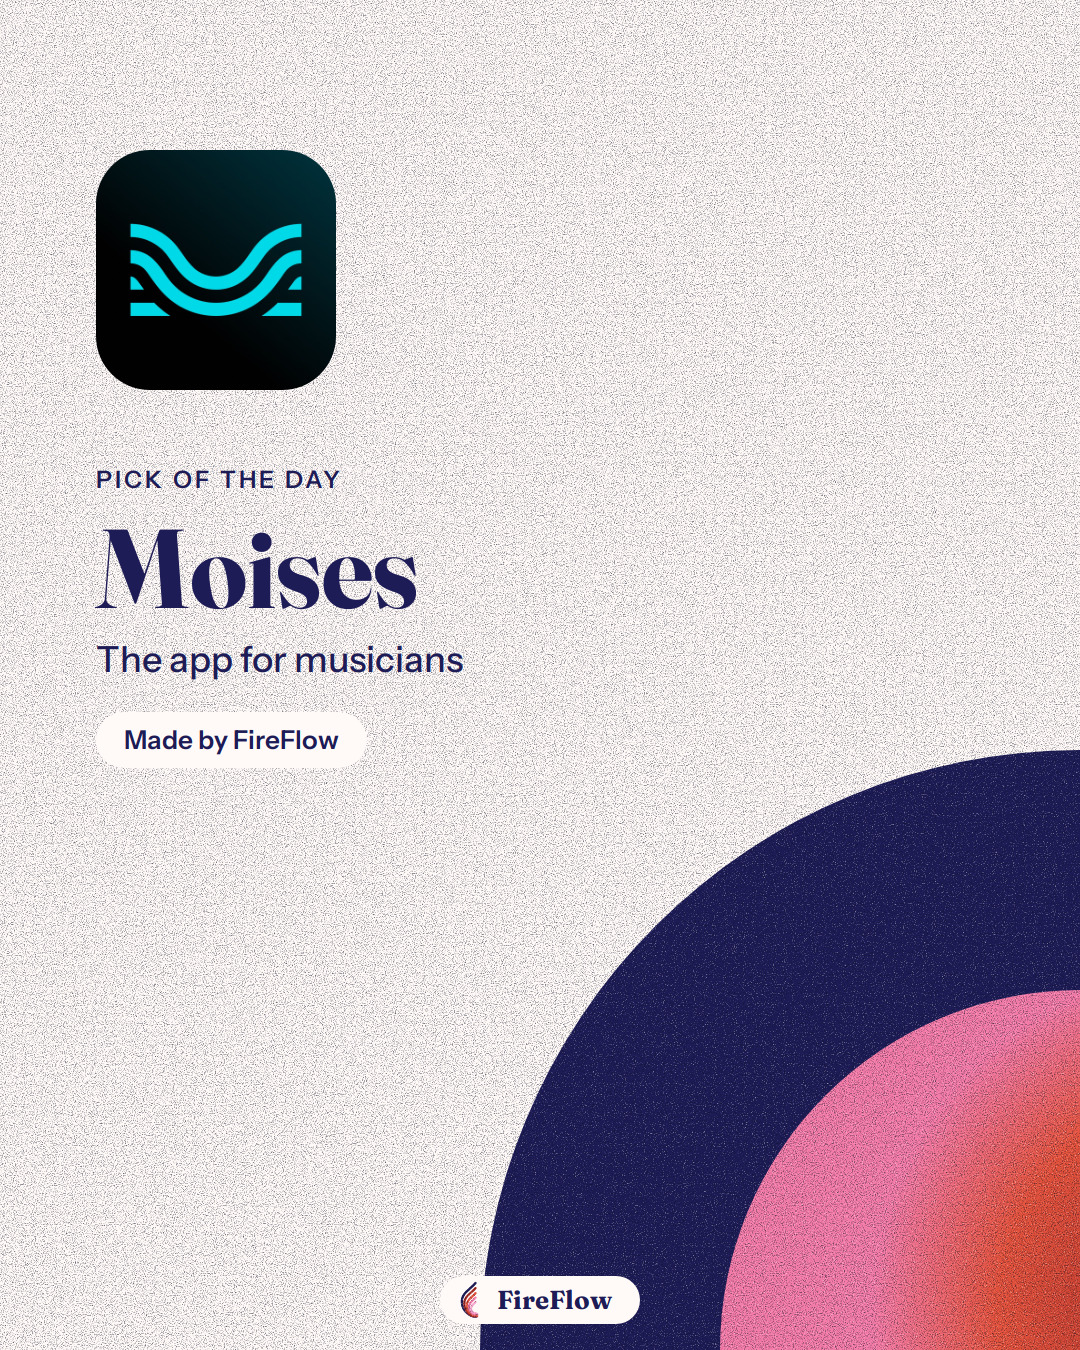 PICK OF THE DAY
Moises
The app for musicians
Made by FireFlow
FireFlow